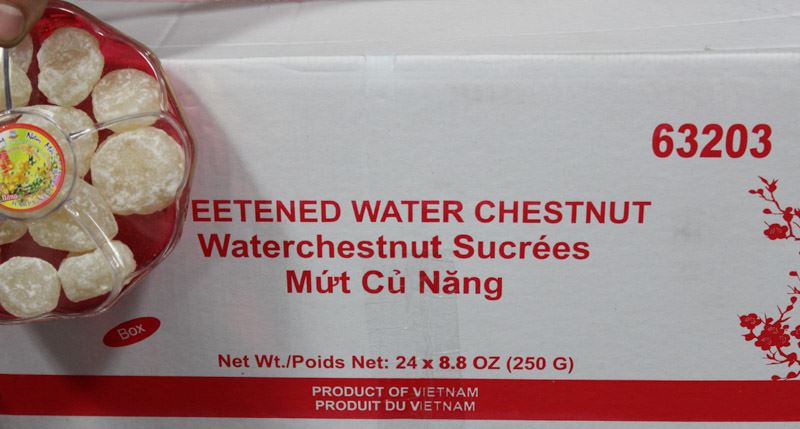 63203
EETENED WATER CHESTNUT
Waterchestnut Sucrées
Mứt Củ Năng
Box
Net Wt./Poids Net: 24 x 8.8 OZ (250 G)
PRODUCT OF VIETNAM
PRODUIT DU VIETNAM